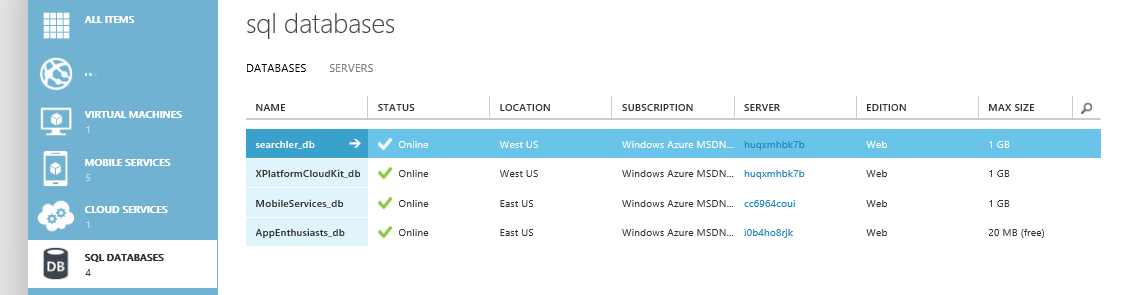 ALL ITEMS
VIRTUAL MACHINES
1
MOBILE SERVICES
5
CLOUD SERVICES
1
SQL DATABASES
4
DB
sql databases
DATABASES SERVERS
NAME STATUS LOCATION SUBSCRIPTION SERVER EDITION MAX SIZE
searchler_db Online West US Windows Azure MSDN... huqxmhbk7b Web 1 GB
XPlatformCloudKit_db Online West US Windows Azure MSDN... huqxmhbk7b Web 1 GB
MobileServices_db Online East US Windows Azure MSDN... cc6964coui Web 1 GB
AppEnthusiasts_db Online East US Windows Azure MSDN... i0b4ho8rjk Web 20 MB (free)